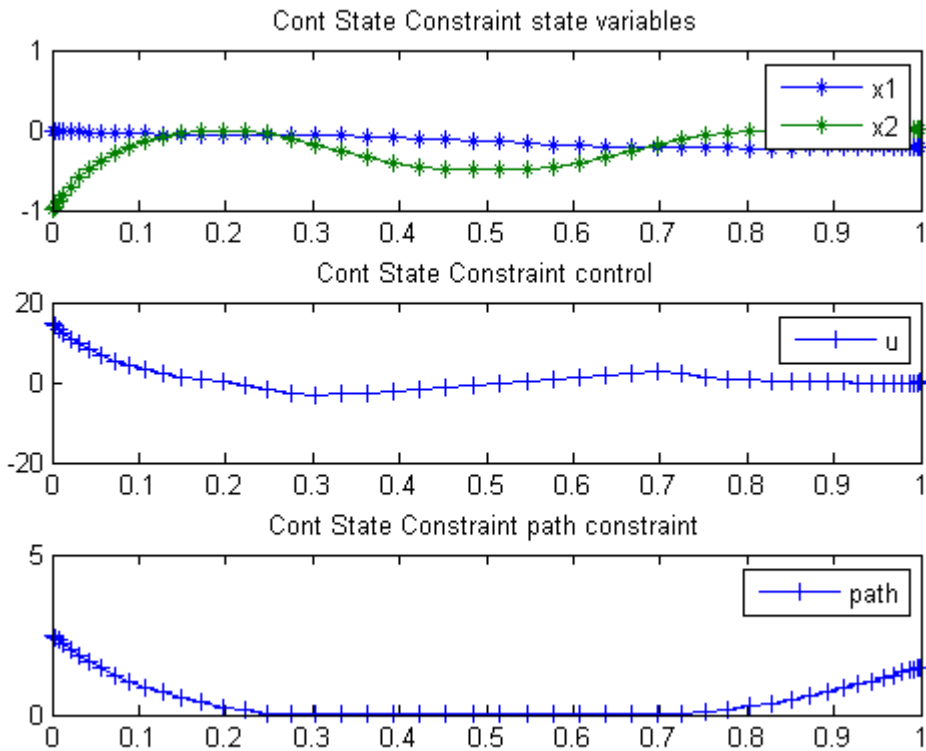 Cont State Constraint state variables
1
0
-1
x1
x2
0 0.1 0.2 0.3 0.4 0.5 0.6 0.7 0.8 0.9 1
Cont State Constraint control
20
0
-20
u
0 0.1 0.2 0.3 0.4 0.5 0.6 0.7 0.8 0.9 1
Cont State Constraint path constraint
5
0
path
0 0.1 0.2 0.3 0.4 0.5 0.6 0.7 0.8 0.9 1